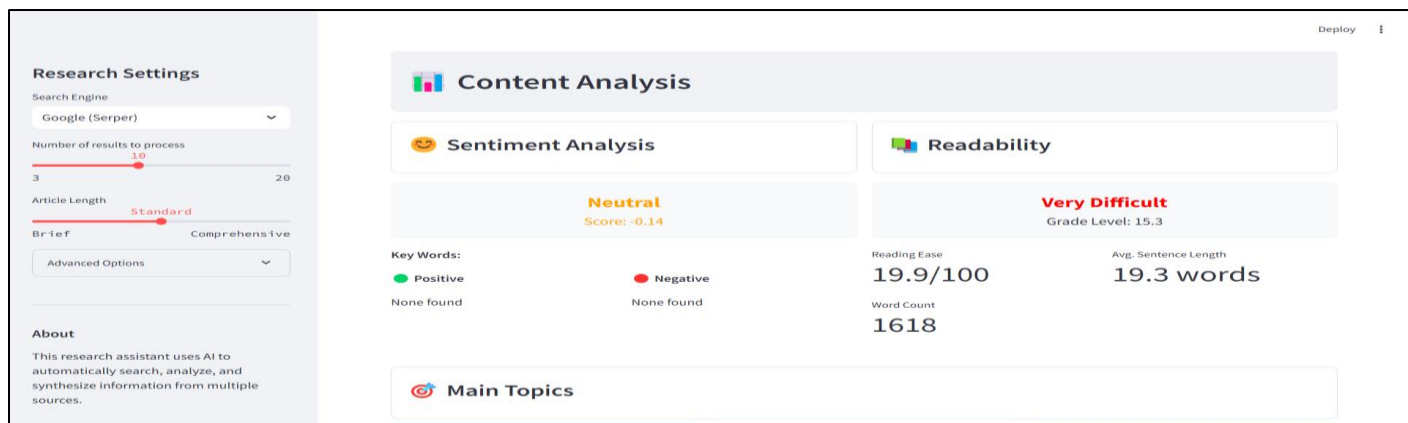 Deploy
Research Settings
Search Engine
Google (Serper)
Number of results to process
10
3 20
Article Length
Standard
Brief Comprehensive
Advanced Options
About
This research assistant uses AI to
automatically search, analyze, and
synthesize information from multiple
sources.
Content Analysis
Sentiment Analysis
Neutral
Score: -0.14
Key Words:
Positive Negative
None found None found
Readability
Very Difficult
Grade Level: 15.3
Reading Ease Avg. Sentence Length
19.9/100 19.3 words
Word Count
1618
Main Topics